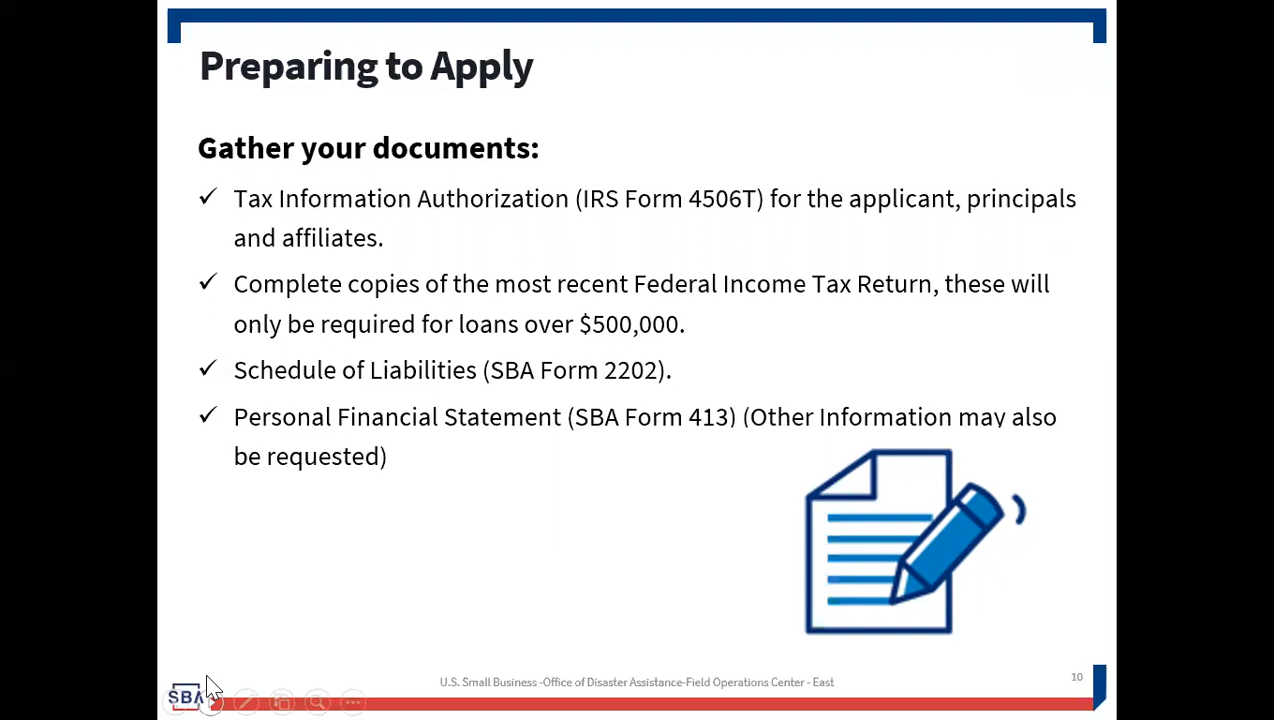 Preparing to Apply
Gather your documents:
✓ Tax Information Authorization (IRS Form 4506T) for the applicant, principals
and affiliates.
✓ Complete copies of the most recent Federal Income Tax Return, these will
only be required for loans over $500,000.
✓ Schedule of Liabilities (SBA Form 2202).
✓ Personal Financial Statement (SBA Form 413) (Other Information may also
be requested)
U.S. Small Business -Office of Disaster Assistance-Field Operations Center - East
10
SBA